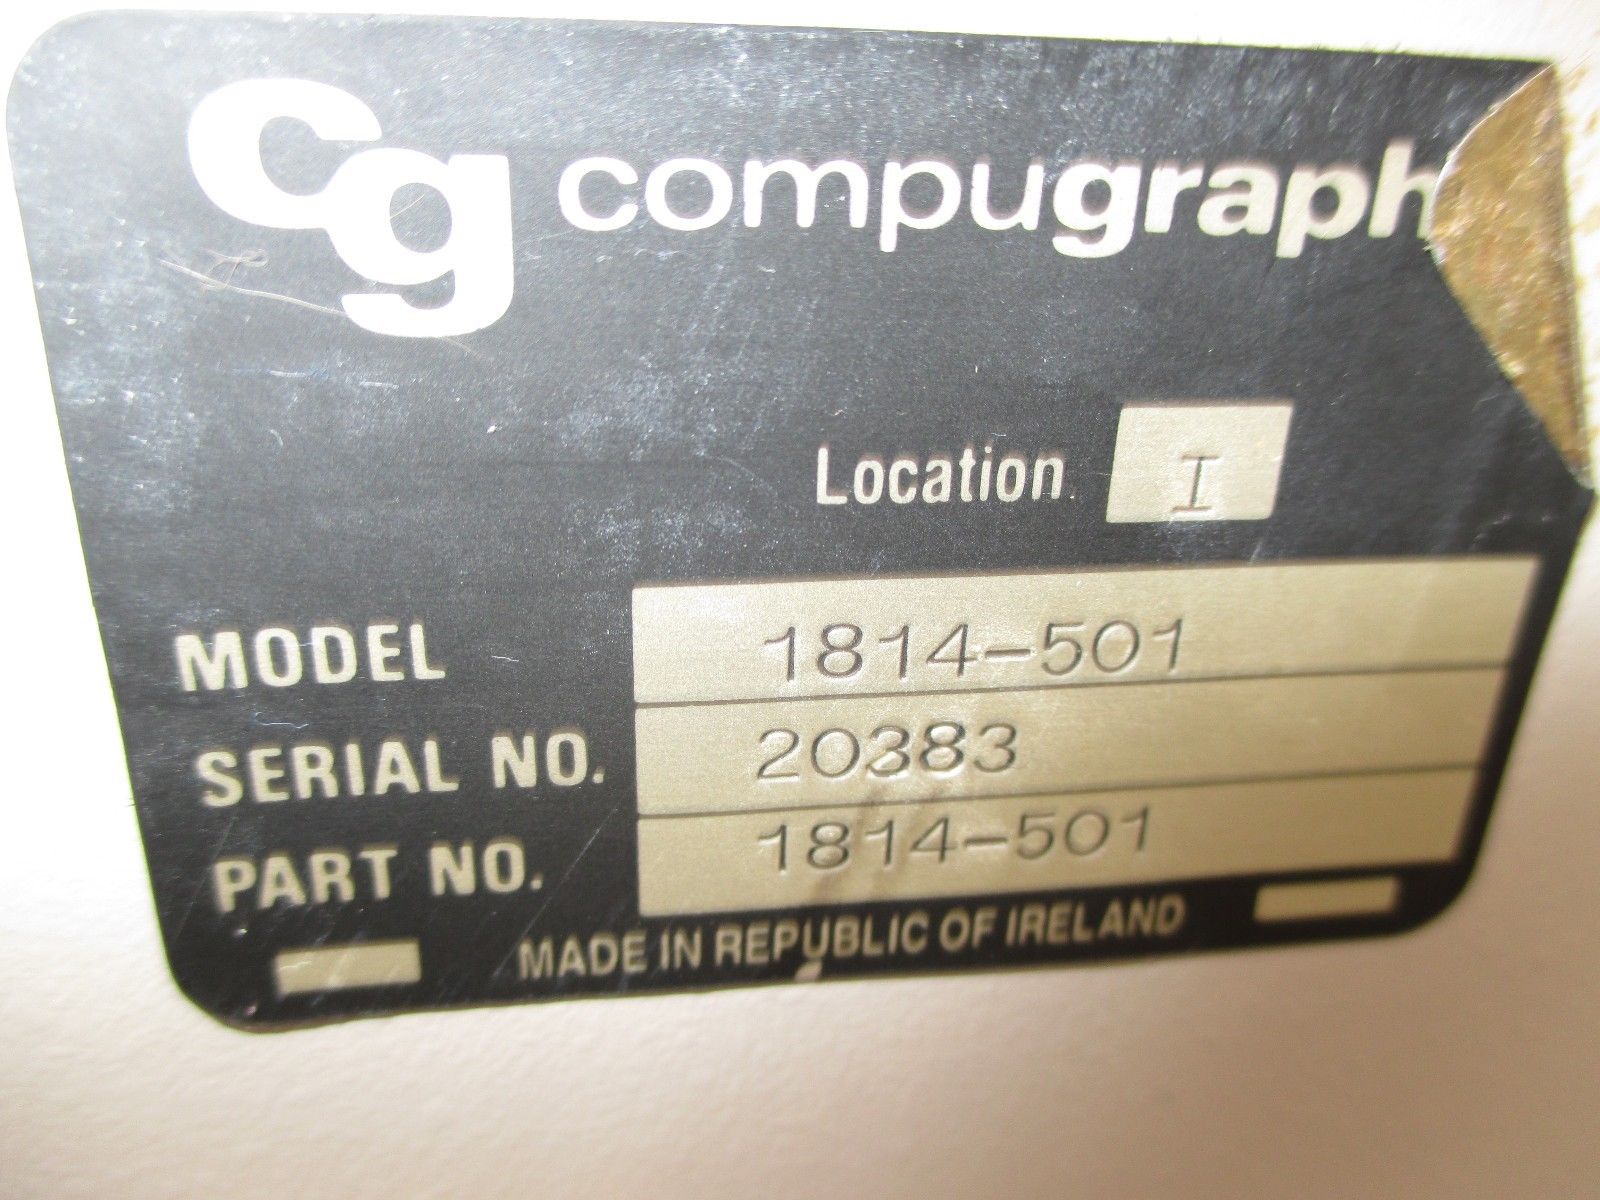 cg compugraph
Location I
MODEL 1814-501
SERIAL NO. 20383
PART NO. 1814-501
MADE IN REPUBLIC OF IRELAND